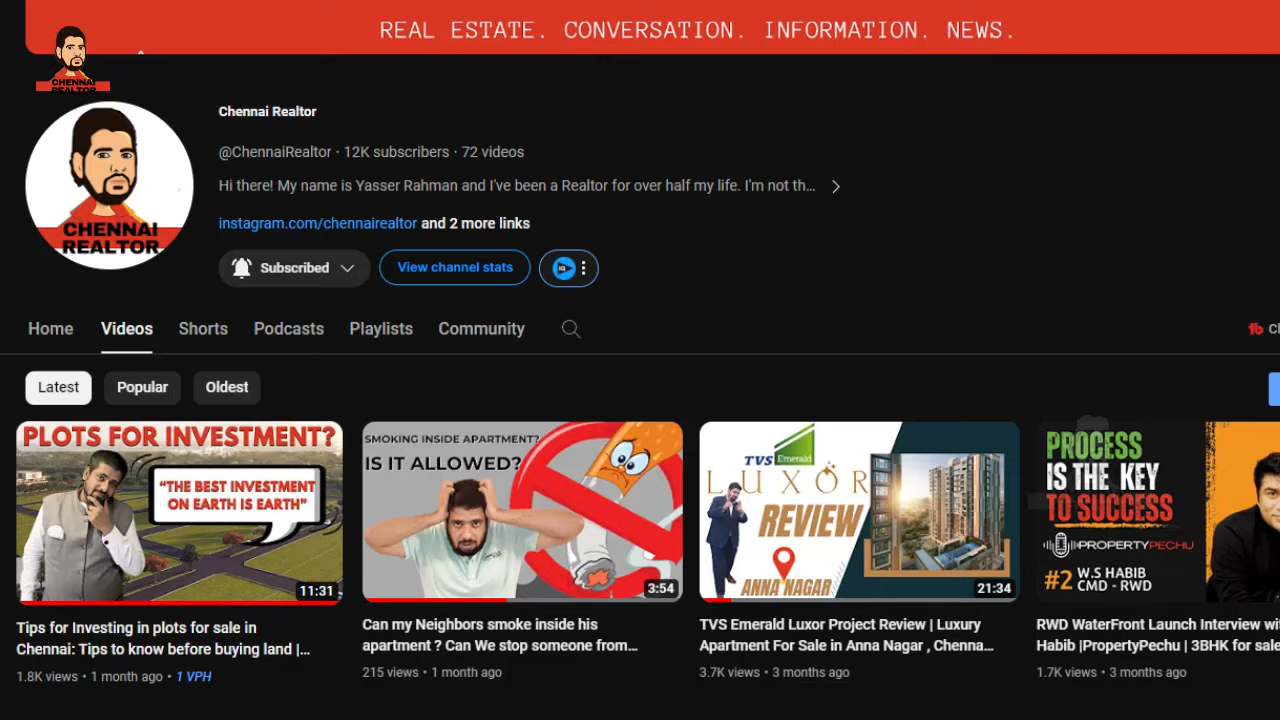 REAL ESTATE. CONVERSATION. INFORMATION. NEWS.
CHENNAI
REALTOR
Chennai Realtor
@ChennaiRealtor · 12K subscribers · 72 videos
Hi there! My name is Yasser Rahman and I've been a Realtor for over half my life. I'm not th...
CHENNAI
REALTOR
instagram.com/chennairealtor and 2 more links
Subscribed
View channel stats
IQ
Home Videos Shorts Podcasts Playlists Community
Latest Popular Oldest
PLOTS FOR INVESTMENT?
“THE BEST INVESTMENT
ON EARTH IS EARTH”
11:31
Tips for Investing in plots for sale in
Chennai: Tips to know before buying land |...
1.8K views • 1 month ago • 1 VPH
SMOKING INSIDE APARTMENT?
IS IT ALLOWED?
3:54
Can my Neighbors smoke inside his
apartment ? Can We stop someone from...
215 views • 1 month ago
TVS Emerald
LUXOR
REVIEW
ANNA NAGAR
21:34
TVS Emerald Luxor Project Review | Luxury
Apartment For Sale in Anna Nagar , Chenna...
3.7K views • 3 months ago
PROCESS
IS THE KEY
TO SUCCESS
PROPERTYPECHU
#2 W.S HABIB
CMD - RWD
RWD WaterFront Launch Interview wit
Habib |PropertyPechu | 3BHK for sale
1.7K views • 3 months ago